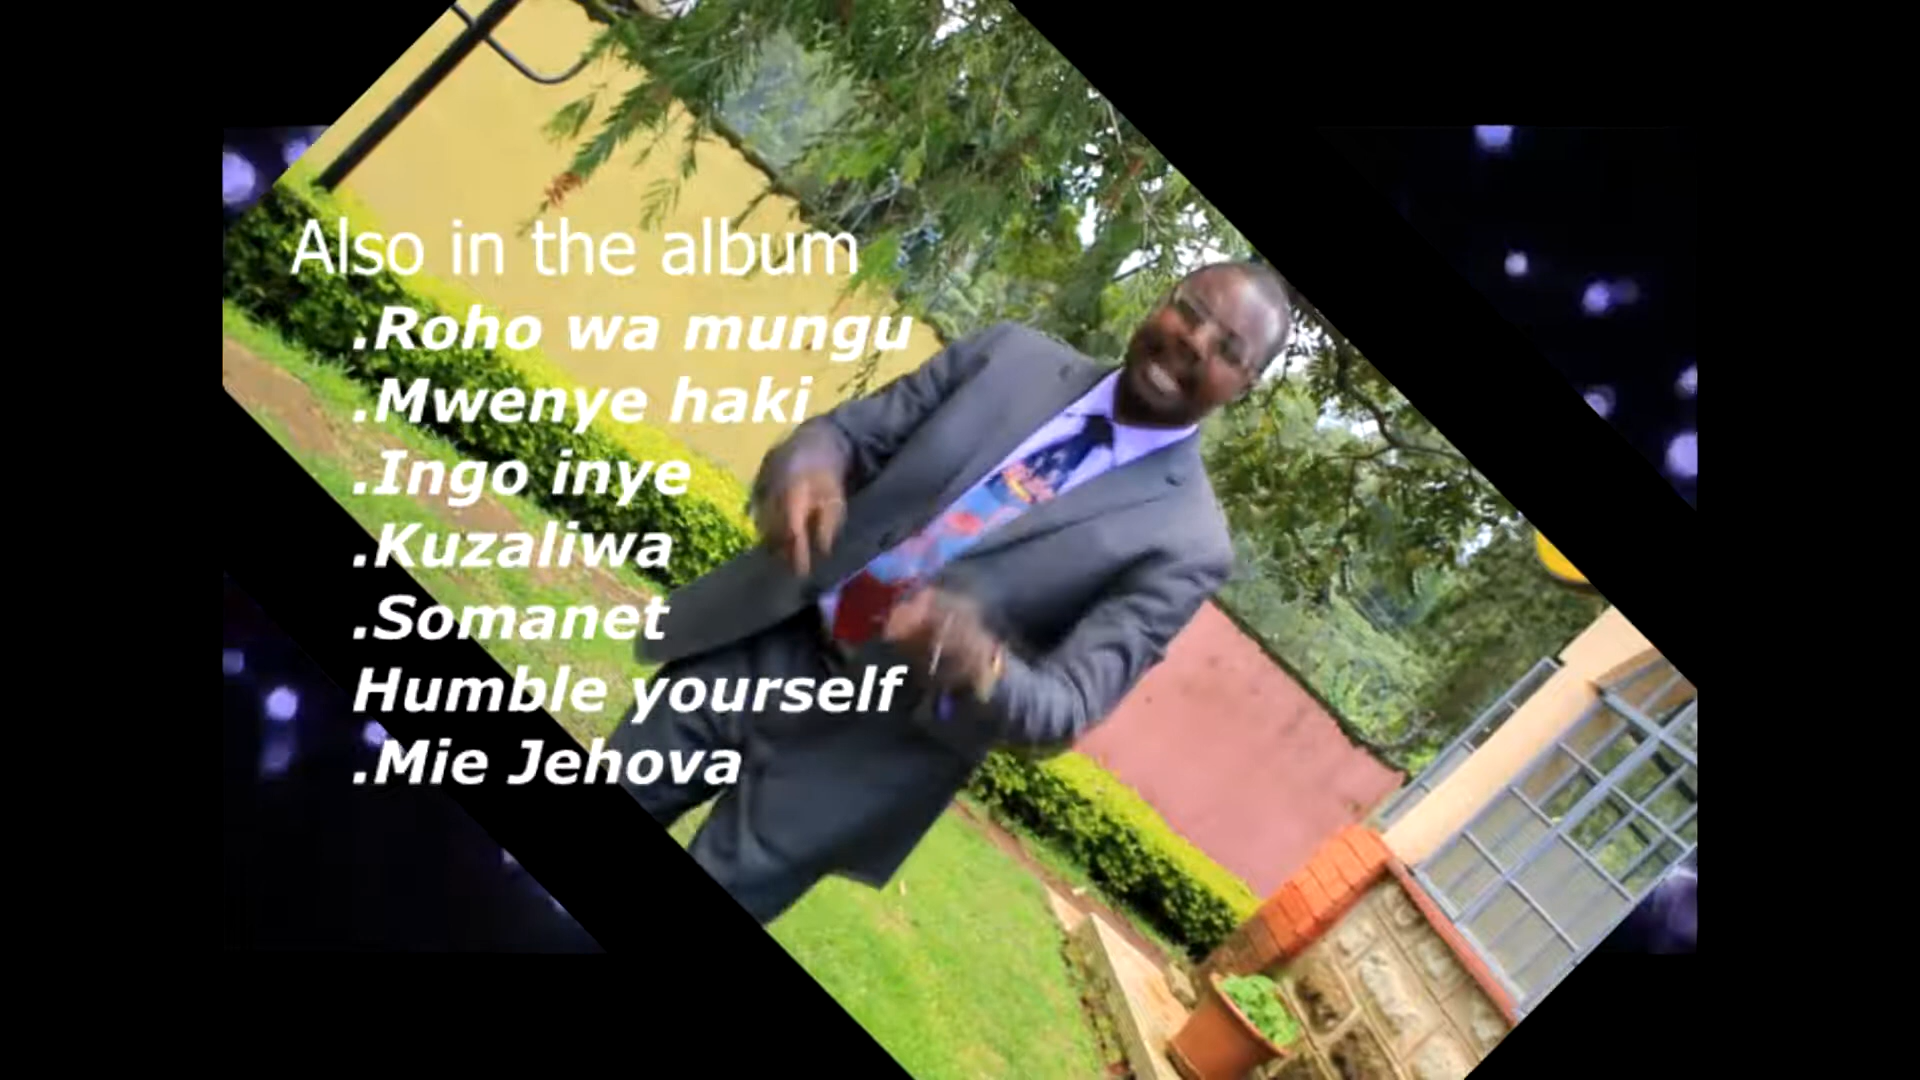 Also in the album
.Roho wa mungu
.Mwenye haki
.Ingo inye
.Kuzaliwa
.Somanet
Humble yourself
.Mie Jehova